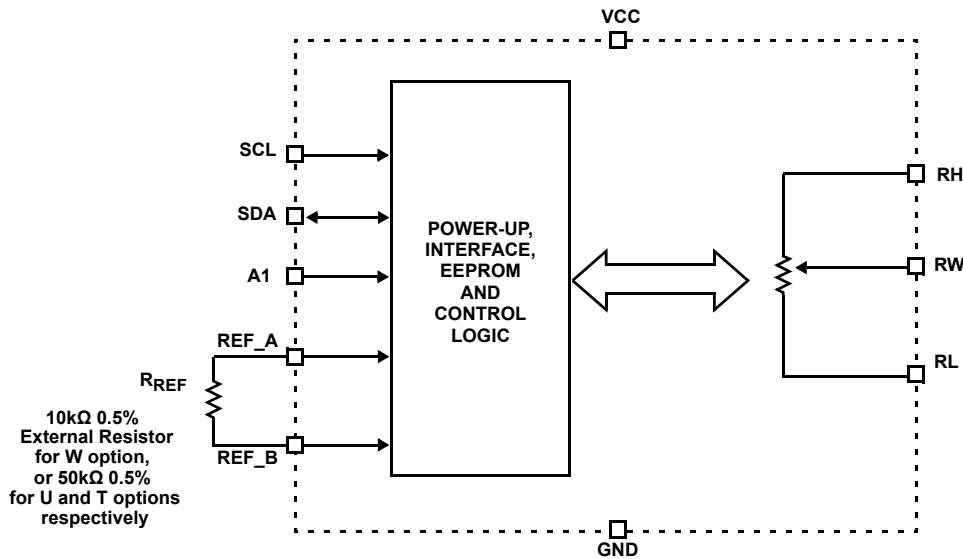 VCC
SCL
SDA
A1
REF_A
RREF
10kΩ 0.5%
External Resistor
for W option,
or 50kΩ 0.5%
for U and T options
respectively
REF_B
POWER-UP,
INTERFACE,
EEPROM
AND
CONTROL
LOGIC
RH
RW
RL
GND